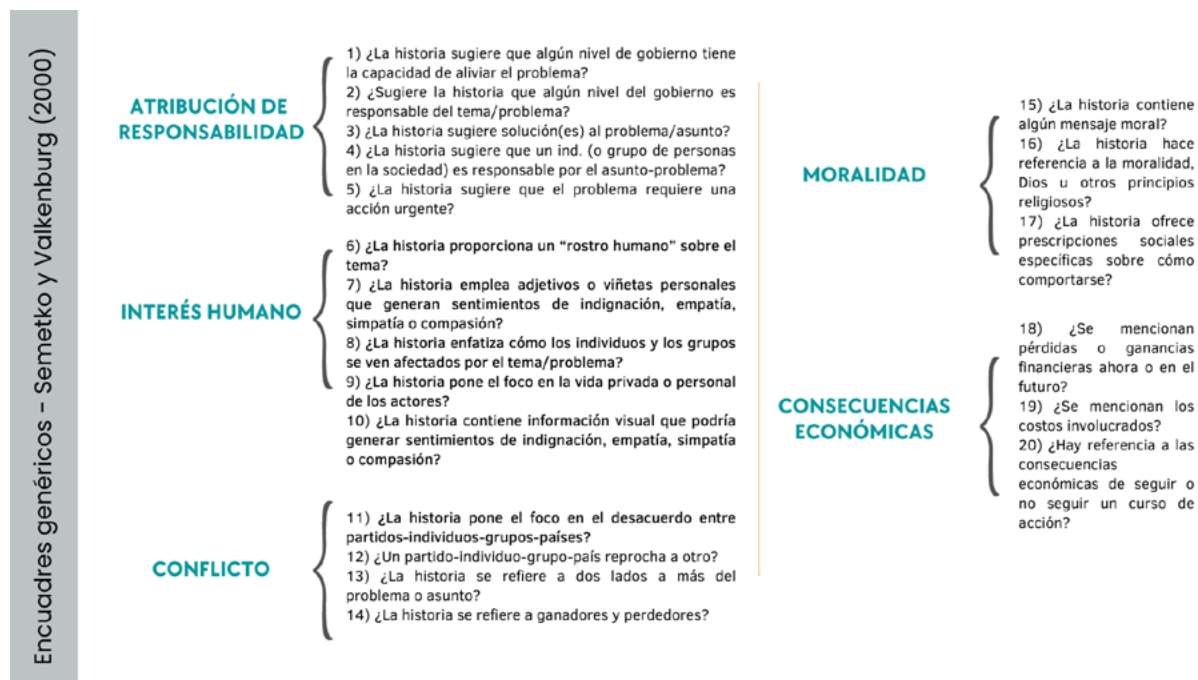 Encuadres genéricos – Semetko y Valkenburg (2000)
ATRIBUCIÓN DE
RESPONSABILIDAD
1) ¿La historia sugiere que algún nivel de gobierno tiene
la capacidad de aliviar el problema?
2) ¿Sugiere la historia que algún nivel del gobierno es
responsable del tema/problema?
3) ¿La historia sugiere solución(es) al problema/asunto?
4) ¿La historia sugiere que un ind. (o grupo de personas
en la sociedad) es responsable por el asunto-problema?
5) ¿La historia sugiere que el problema requiere una
acción urgente?
INTERÉS HUMANO
6) ¿La historia proporciona un “rostro humano” sobre el
tema?
7) ¿La historia emplea adjetivos o viñetas personales
que generan sentimientos de indignación, empatía,
simpatía o compasión?
8) ¿La historia enfatiza cómo los individuos y los grupos
se ven afectados por el tema/problema?
9) ¿La historia pone el foco en la vida privada o personal
de los actores?
10) ¿La historia contiene información visual que podría
generar sentimientos de indignación, empatía, simpatía
o compasión?
CONFLICTO
11) ¿La historia pone el foco en el desacuerdo entre
partidos-individuos-grupos-países?
12) ¿Un partido-individuo-grupo-país reprocha a otro?
13) ¿La historia se refiere a dos lados a más del
problema o asunto?
14) ¿La historia se refiere a ganadores y perdedores?
MORALIDAD
15) ¿La historia contiene
algún mensaje moral?
16) ¿La historia hace
referencia a la moralidad,
Dios u otros principios
religiosos?
17) ¿La historia ofrece
prescripciones sociales
específicas sobre cómo
comportarse?
CONSECUENCIAS
ECONÓMICAS
18) ¿Se mencionan
pérdidas o ganancias
financieras ahora o en el
futuro?
19) ¿Se mencionan los
costos involucrados?
20) ¿Hay referencia a las
consecuencias
económicas de seguir o
no seguir un curso de
acción?